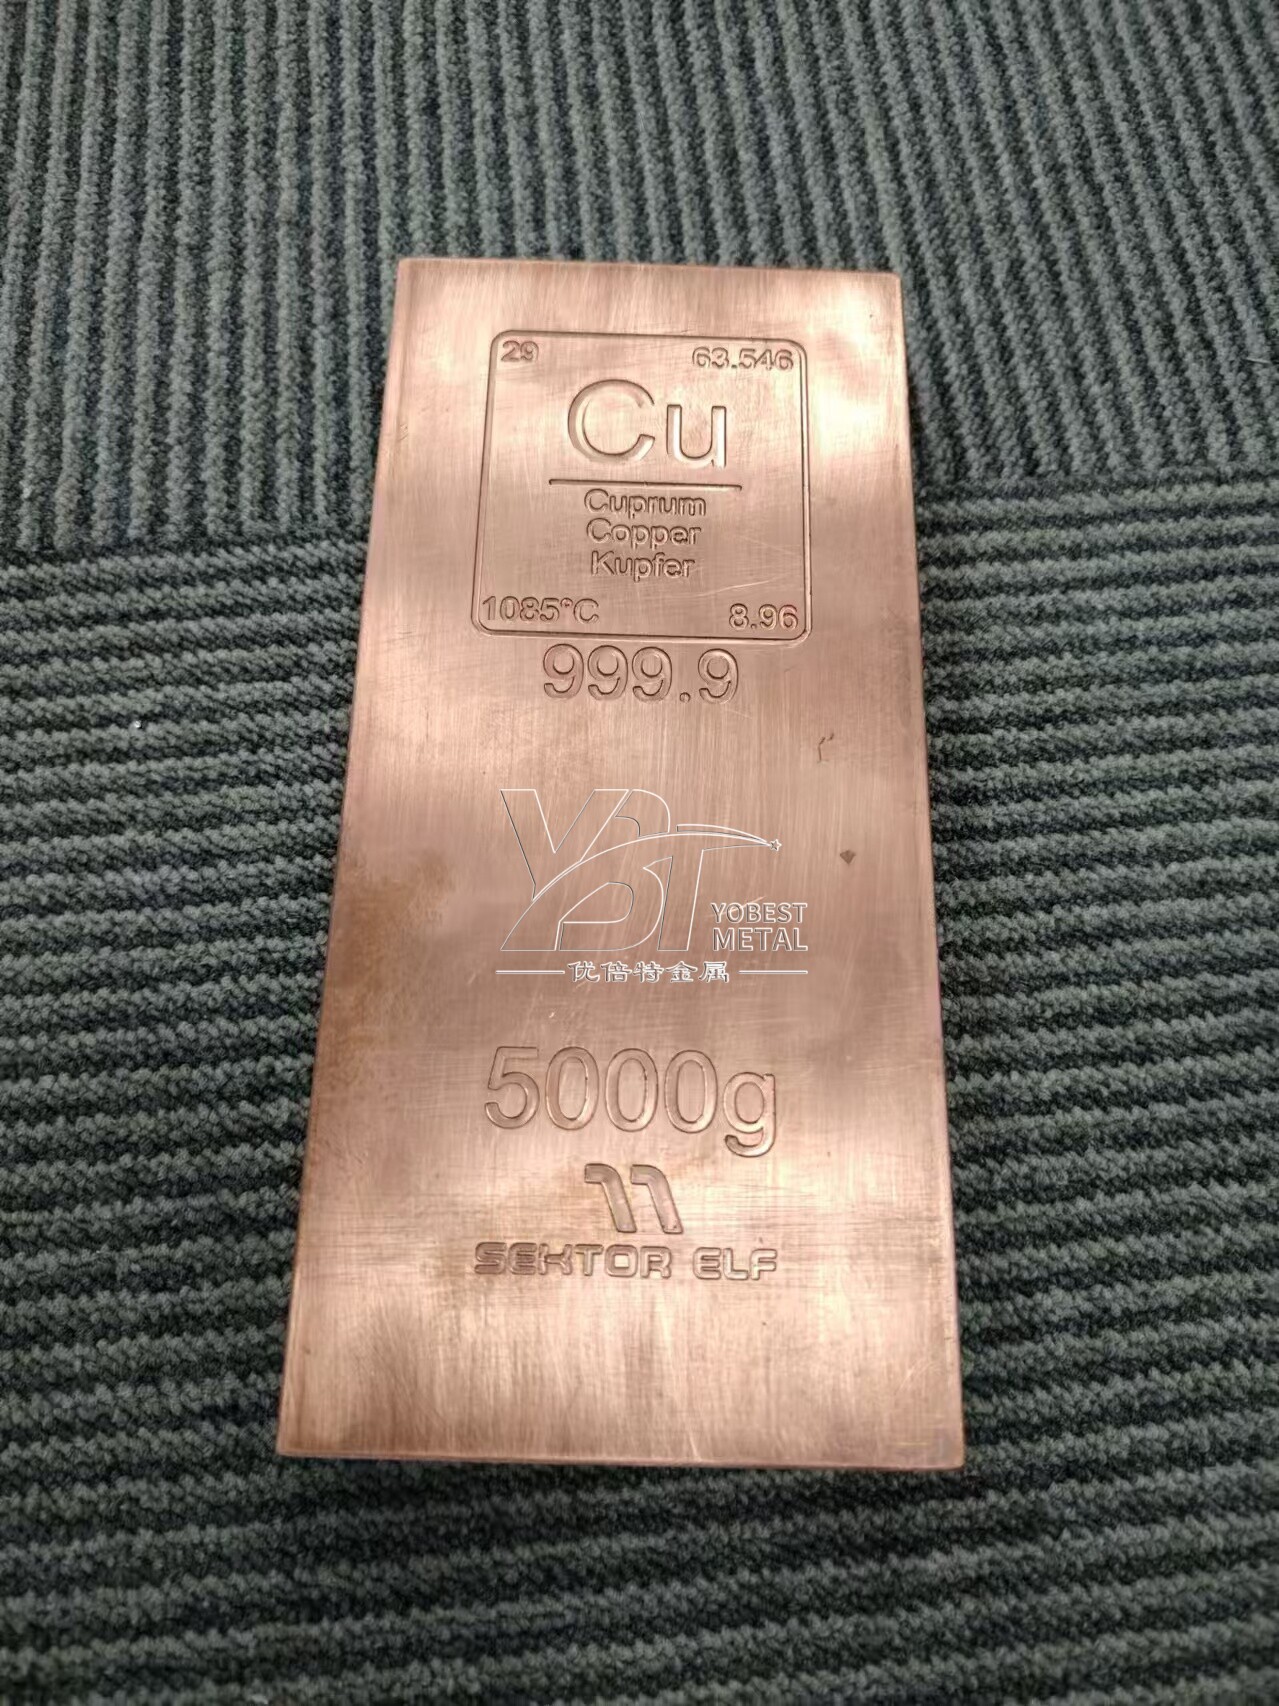 29 63.546
Cu
Cuprum
Copper
Kupfer
1085°C 8.96
999.9
YBT
YOBEST
METAL
优倍特金属
5000g
SEKTOR ELF